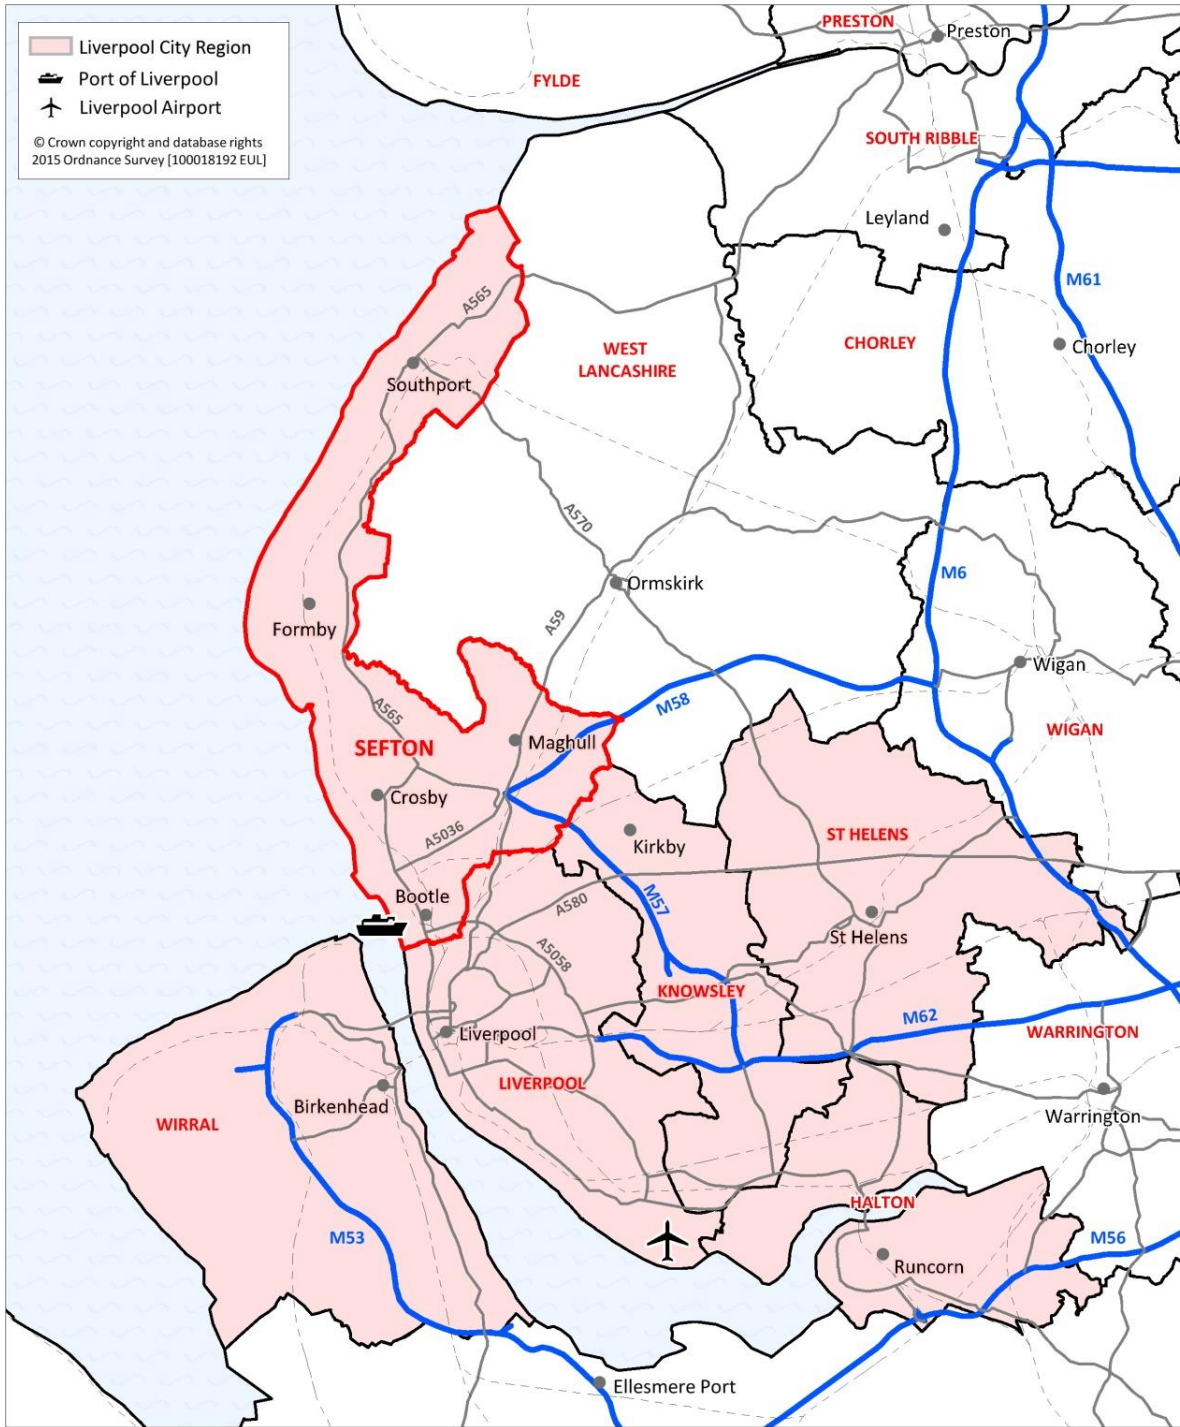 Liverpool City Region
Port of Liverpool
Liverpool Airport
© Crown copyright and database rights
2015 Ordnance Survey [100018192 EUL]
PRESTON
Preston
FYLDE
SOUTH RIBBLE
Leyland
M61
A565
CHORLEY
Chorley
WEST
LANCASHIRE
Southport
A570
M6
Ormskirk
Formby
A59
Wigan
M58
A565
WIGAN
SEFTON
Maghull
Crosby
A5036
Kirkby
ST HELENS
Bootle
M57
A580
St Helens
A5058
KNOWSLEY
M62
Liverpool
WARRINGTON
LIVERPOOL
Birkenhead
WIRRAL
Warrington
HALTON
M53
M56
Runcorn
Ellesmere Port